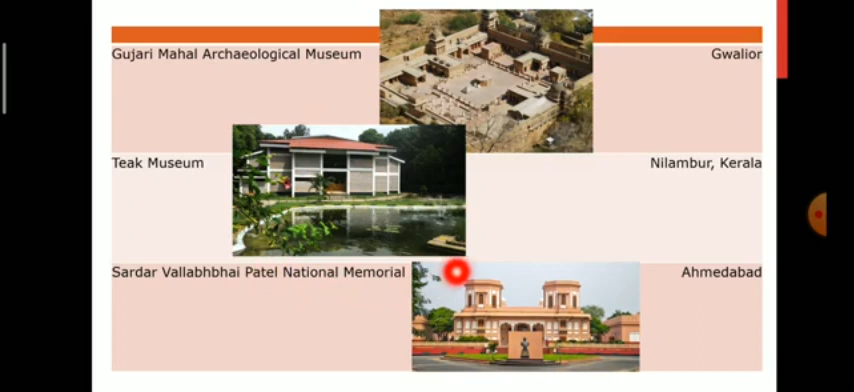 Gujari Mahal Archaeological Museum Gwalior
Teak Museum Nilambur, Kerala
Sardar Vallabhbhai Patel National Memorial Ahmedabad